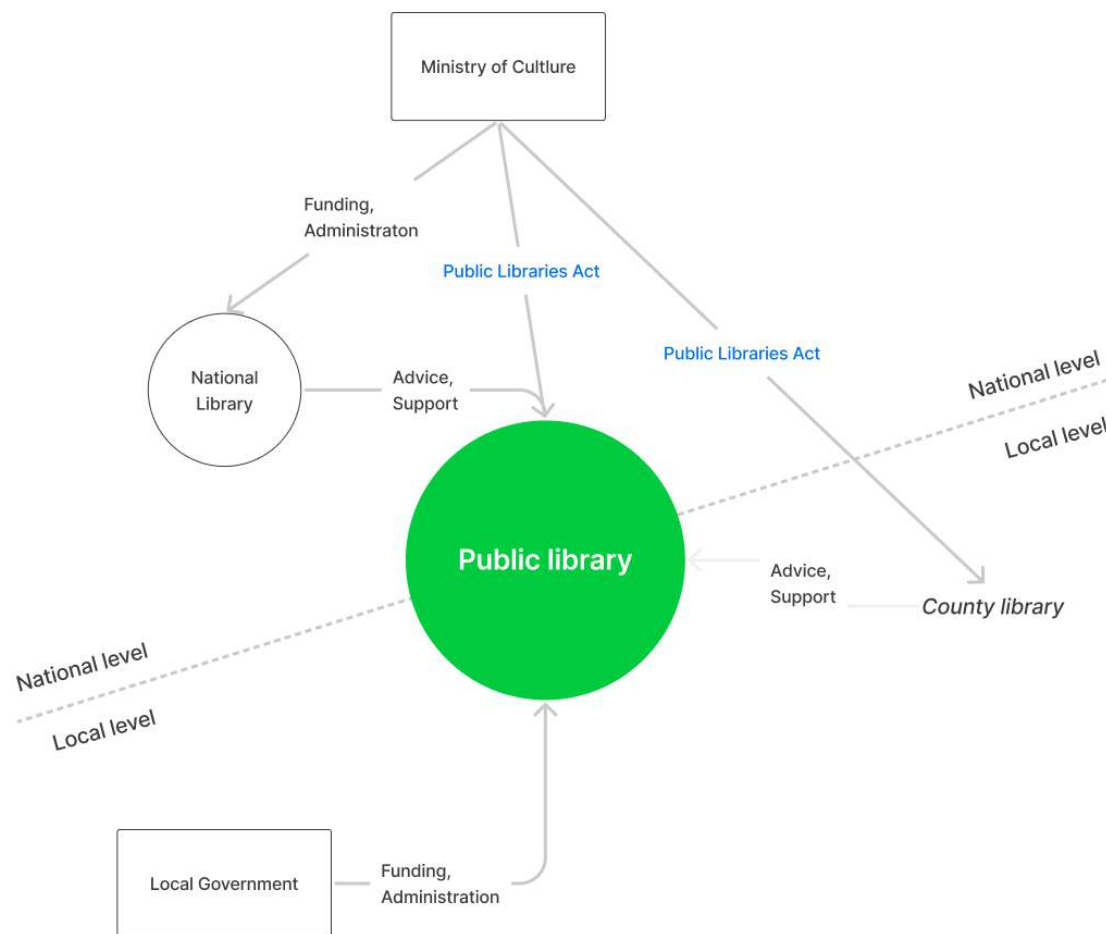 Ministry of Cultlure
Funding,
Administraton
Public Libraries Act
Public Libraries Act
National
Library
Advice,
Support
National level
Local level
Public library
Advice,
Support
County library
National level
Local level
Local Government
Funding,
Administration